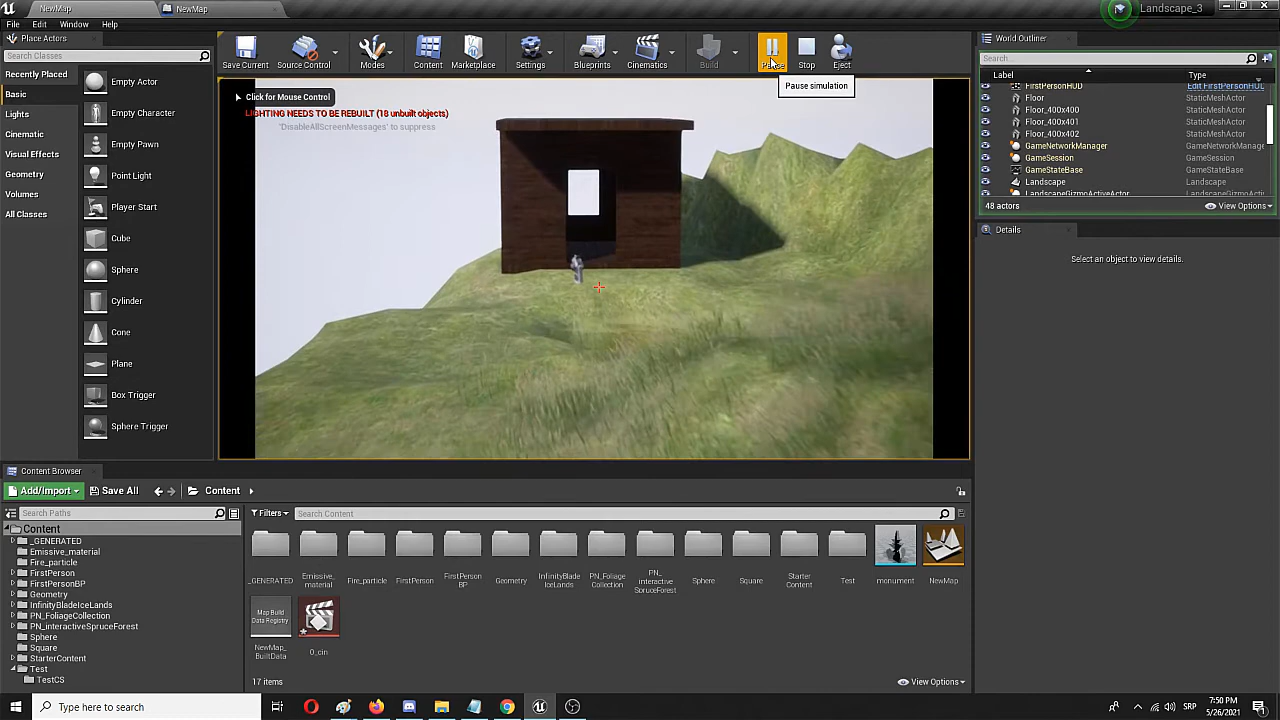 NewMap
NewMap
Landscape_3
File
Edit
Window
Help
Place Actors
Search Classes
Recently Placed
Basic
Lights
Cinematic
Visual Effects
Geometry
Volumes
All Classes
Empty Actor
Empty Character
Empty Pawn
Point Light
Player Start
Cube
Sphere
Cylinder
Cone
Plane
Box Trigger
Sphere Trigger
Save Current
Source Control
Modes
Content
Marketplace
Settings
Blueprints
Cinematics
Build
Pause
Stop
Eject
Pause simulation
Click for Mouse Control
LIGHTING NEEDS TO BE REBUILT (18 unbuilt objects)
'DisableAllScreenMessages' to suppress
World Outliner
Search...
Label
Type
FirstPersonHUD
Edit FirstPersonHUD
Floor
StaticMeshActor
Floor_400x400
StaticMeshActor
Floor_400x401
StaticMeshActor
Floor_400x402
StaticMeshActor
GameNetworkManager
GameNetworkManage
GameSession
GameSession
GameStateBase
GameStateBase
Landscape
Landscape
LandscapeGizmoActiveActor
LandscapeGizmoActi
48 actors
View Options
Details
Select an object to view details.
Content Browser
Add/Import
Save All
Content
Search Paths
Filters
Search Content
Content
_GENERATED
Emissive_material
Fire_particle
FirstPerson
FirstPersonBP
Geometry
InfinityBladeIceLands
PN_FoliageCollection
PN_interactiveSpruceForest
Sphere
Square
StarterContent
Test
TestCS
_GENERATED
Emissive_
material
Fire_particle
FirstPerson
FirstPerson
BP
Geometry
InfinityBlade
IceLands
PN_Foliage
Collection
PN_
interactive
SpruceForest
Sphere
Square
Starter
Content
Test
monument
NewMap
Map Build
Data Registry
NewMap_
BuiltData
0_cin
17 items
View Options
Type here to search
SRP
7:50 PM
5/26/2021